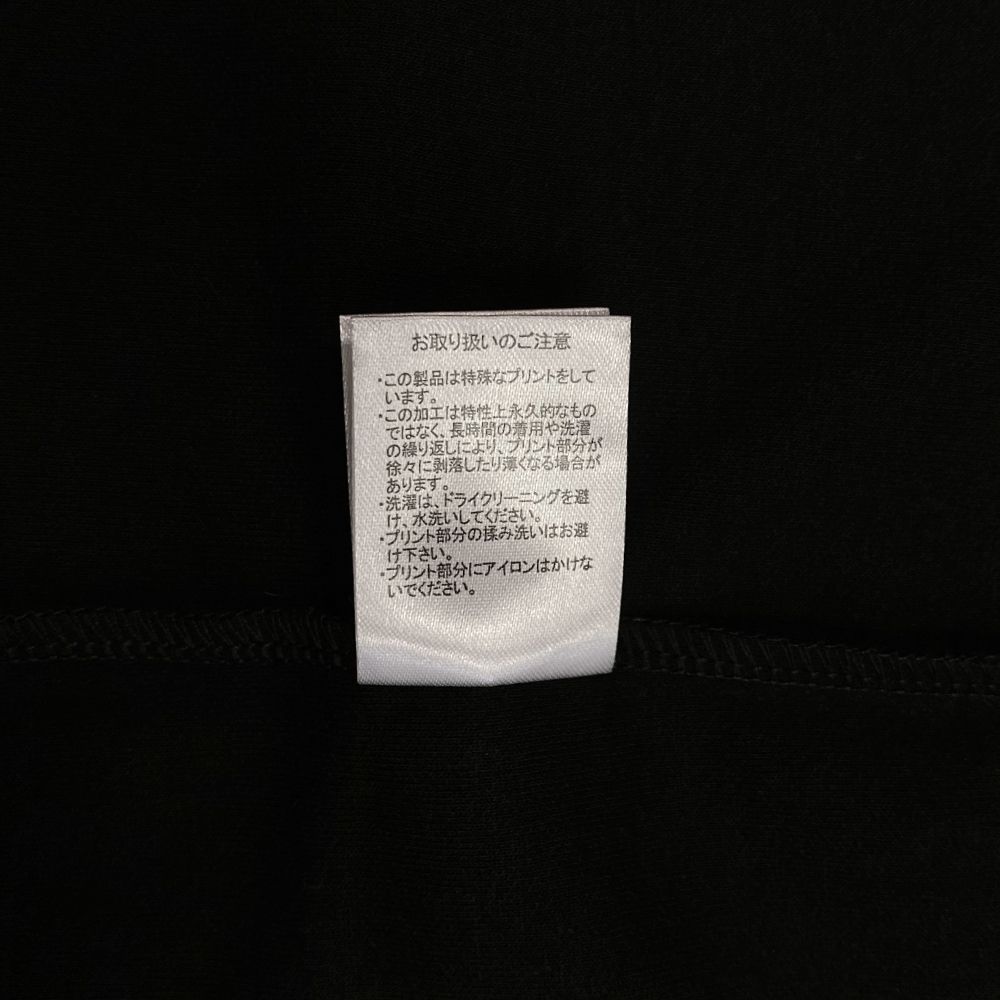 お取り扱いのご注意
・この製品は特殊なプリントをして
います。
・この加工は特性上永久的なもの
ではなく、長時間の着用や洗濯
の繰り返しにより、プリント部分が
徐々に剥落したり薄くなる場合が
あります。
・洗濯は、ドライクリーニングを避
け、水洗いしてください。
・プリント部分の揉み洗いはお避
け下さい。
・プリント部分にアイロンはかけな
いでください。